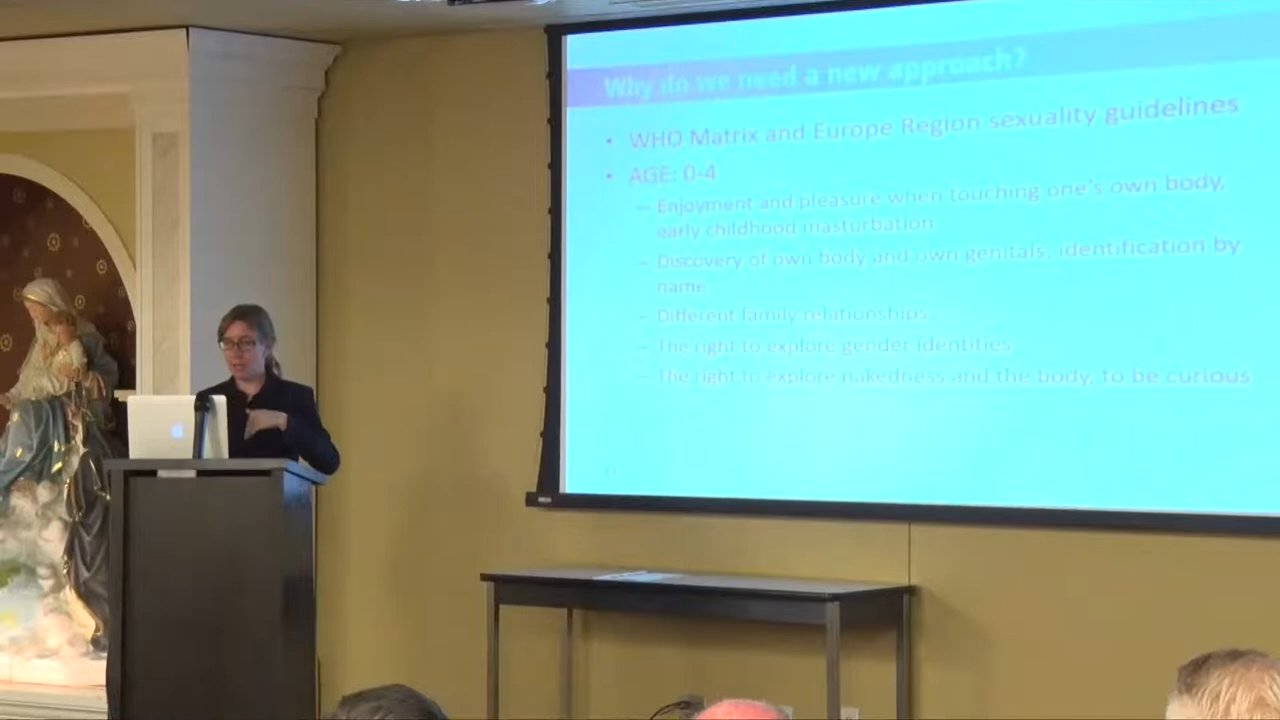 Why do we need a new approach?
• WHO Matrix and Europe Region sexuality guidelines
• AGE: 0-4
– Enjoyment and pleasure when touching one's own body,
early childhood masturbation
– Discovery of own body and own genitals, identification by
name
– Different family relationships
– The right to explore gender identities
– The right to explore nakedness and the body, to be curious